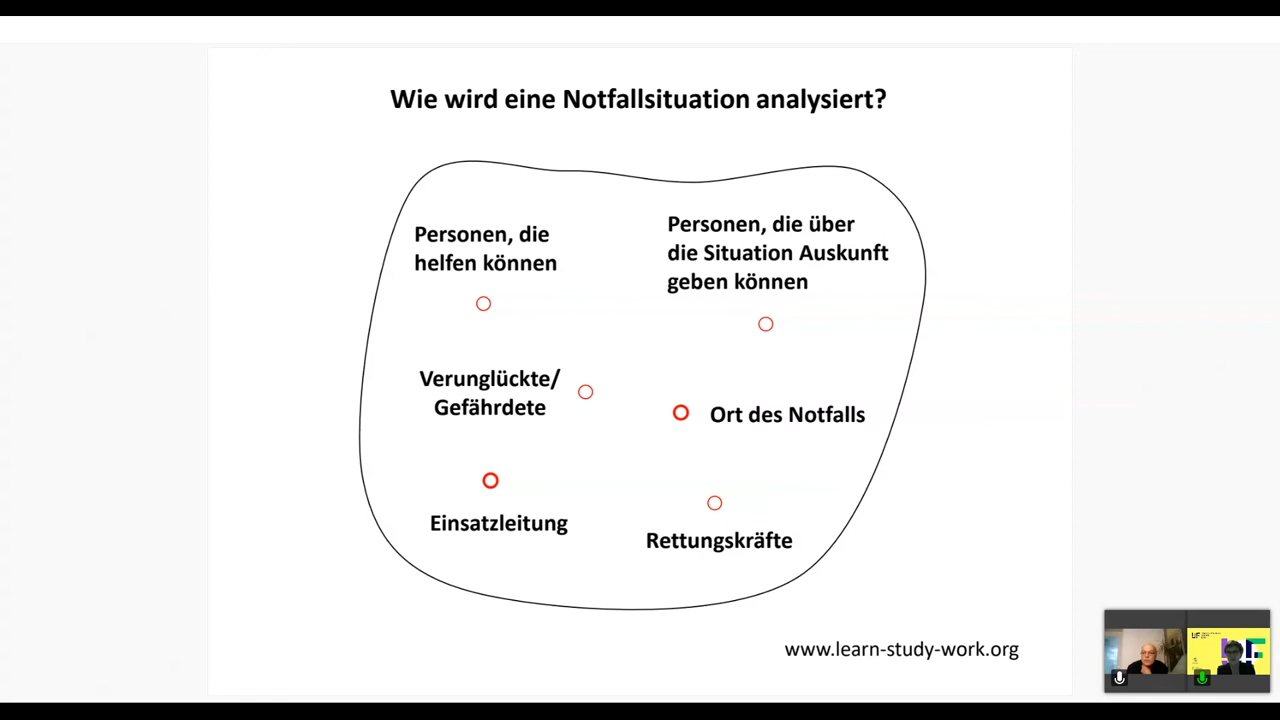 Wie wird eine Notfallsituation analysiert?
Personen, die
helfen können
Personen, die über
die Situation Auskunft
geben können
Verunglückte/
Gefährdete
Ort des Notfalls
Einsatzleitung
Rettungskräfte
www.learn-study-work.org